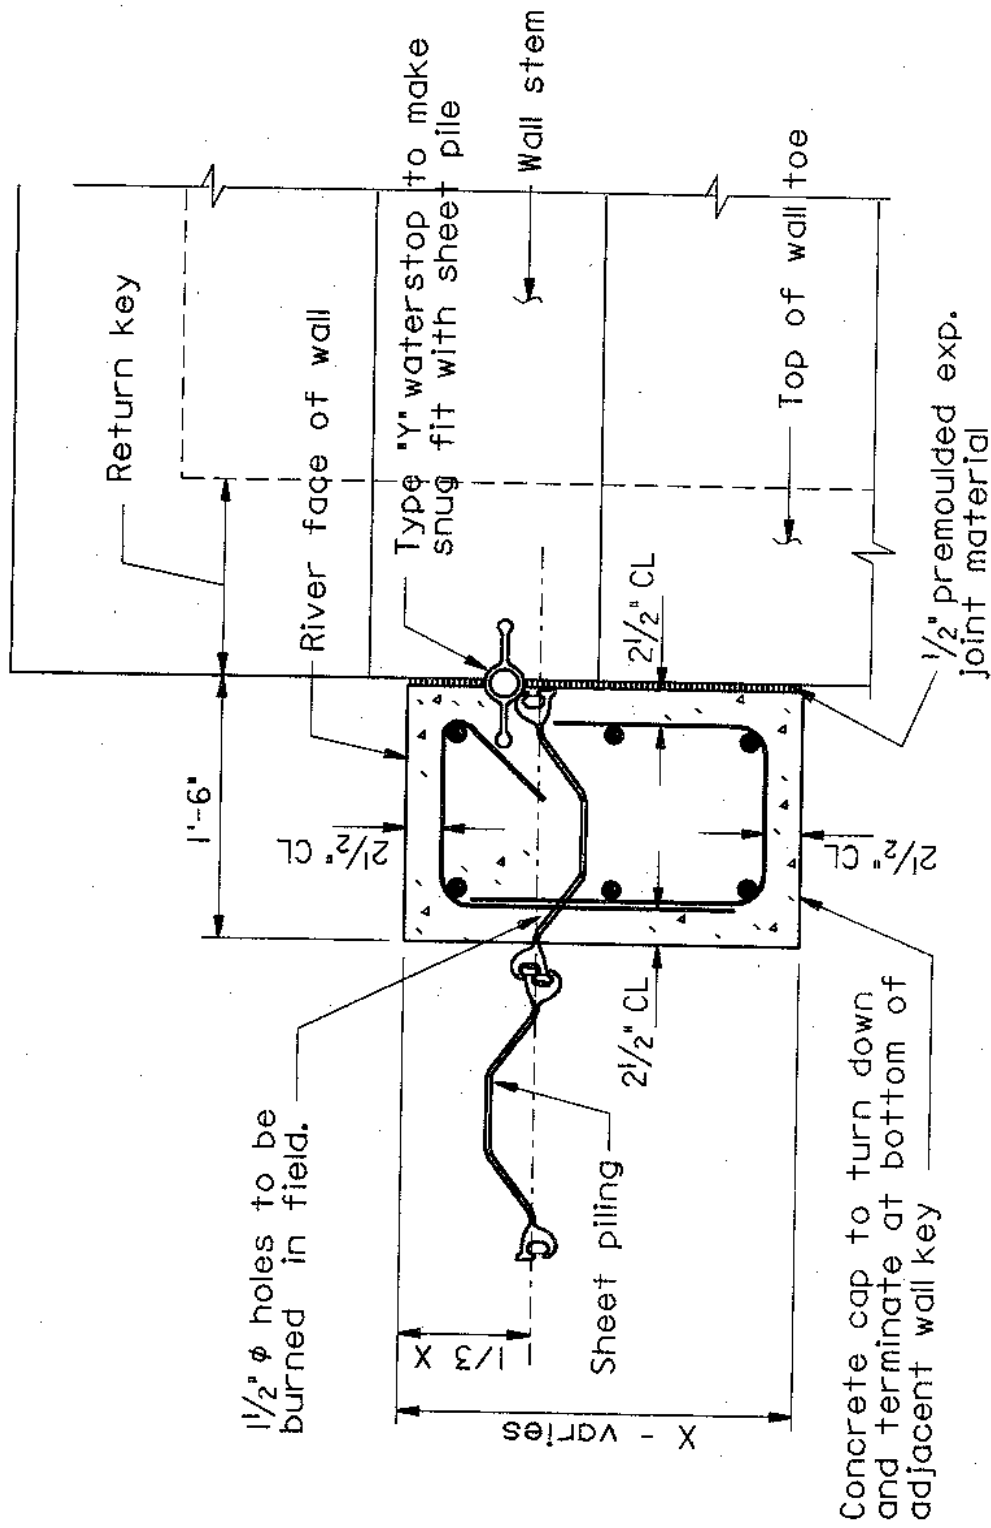 Return key
River face of wall
Type "Y" waterstop to make
snug fit with sheet pile
Wall stem
Top of wall toe
1/2" premoulded exp.
joint material
1'-6"
2 1/2" CL
2 1/2" CL
2 1/2" CL
2 1/2" CL
1 1/2" ϕ holes to be
burned in field.
Sheet piling
1/3 X
X - varies
Concrete cap to turn down
and terminate at bottom of
adjacent wall key